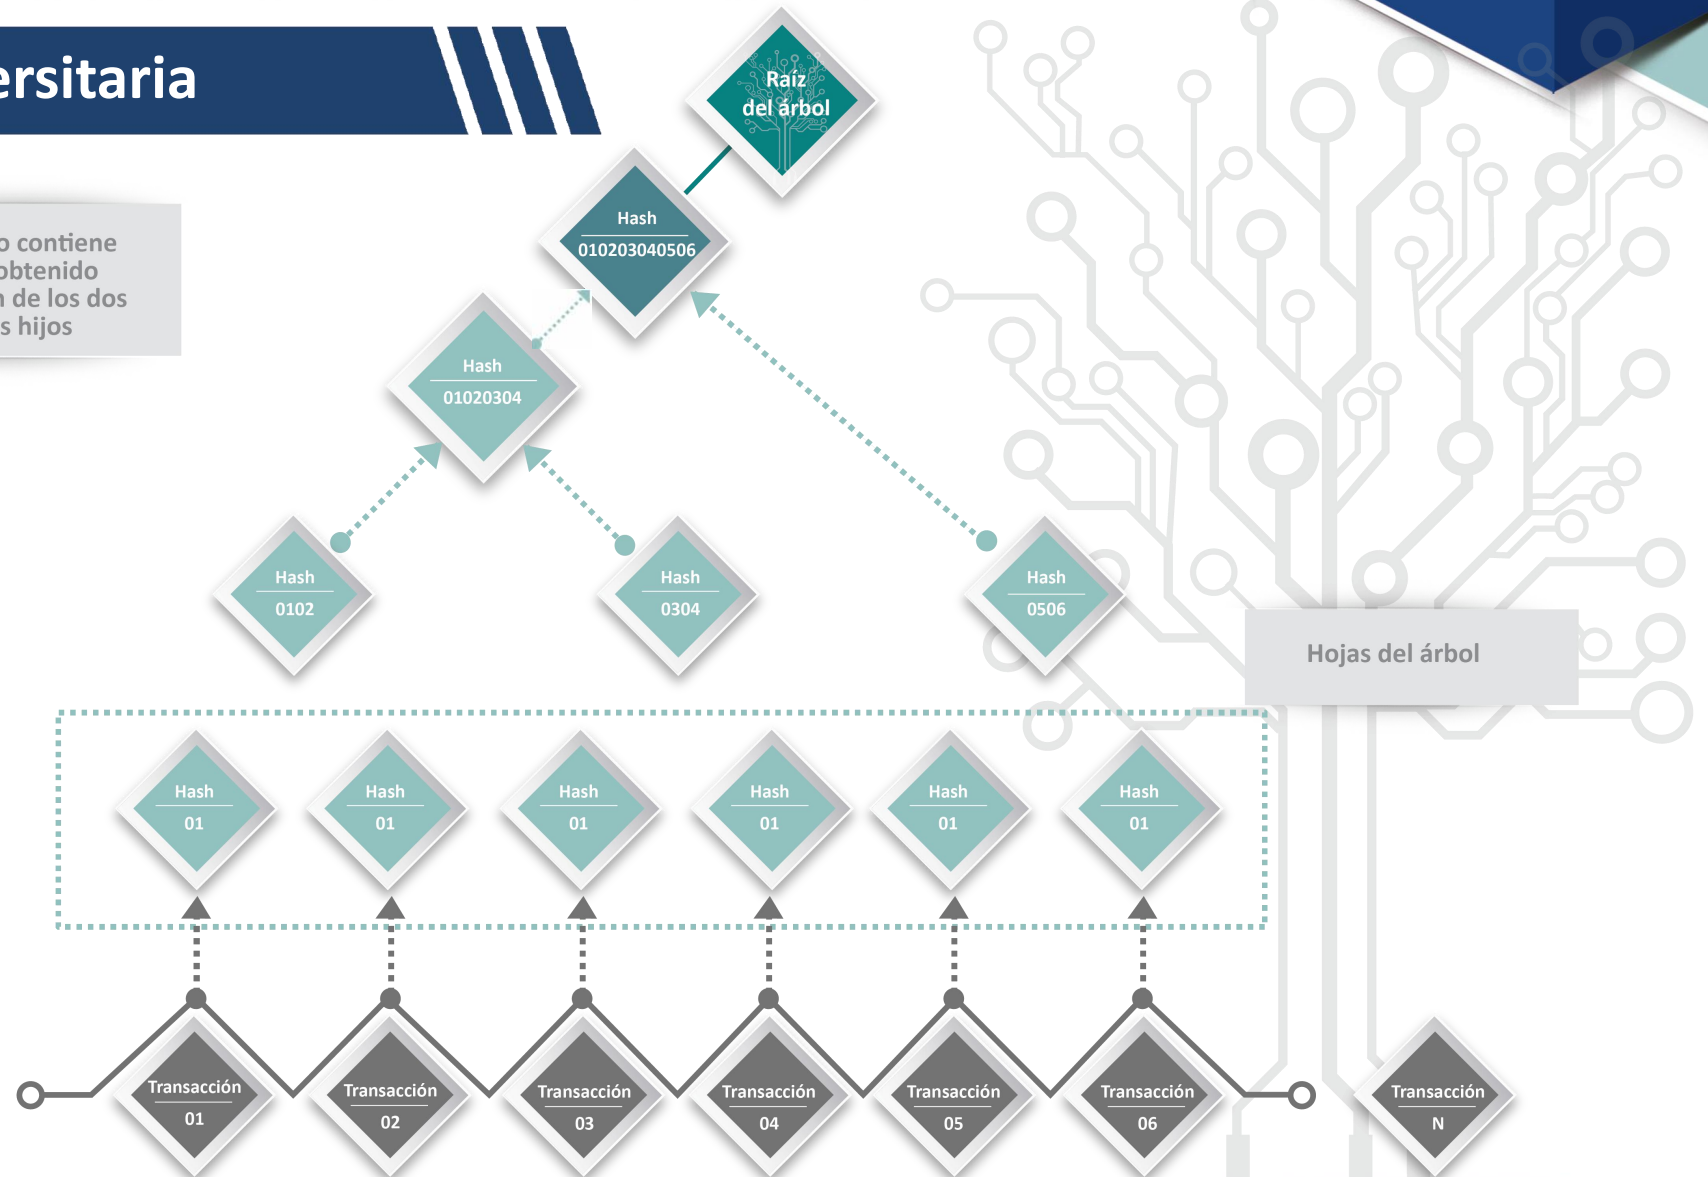 ersitaria
Raíz
del árbol
o contiene
obtenido
n de los dos
s hijos
Hash
010203040506
Hash
01020304
Hash
0102
Hash
0304
Hash
0506
Hojas del árbol
Hash
01
Hash
01
Hash
01
Hash
01
Hash
01
Hash
01
Transacción
01
Transacción
02
Transacción
03
Transacción
04
Transacción
05
Transacción
06
Transacción
N